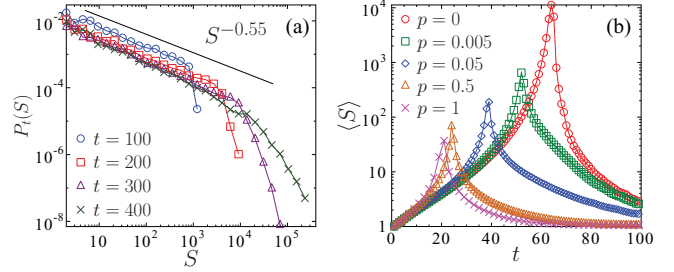 (a)
S^{-0.55}
10^{-2}
10^{-4}
10^{-6}
10^{-8}
P_t(S)
t = 100
t = 200
t = 300
t = 400
10
10^2
10^3
10^4
10^5
S
(b)
10^4
10^3
10^2
10
1
⟨S⟩
p = 0
p = 0.005
p = 0.05
p = 0.5
p = 1
0 20 40 60 80 100
t